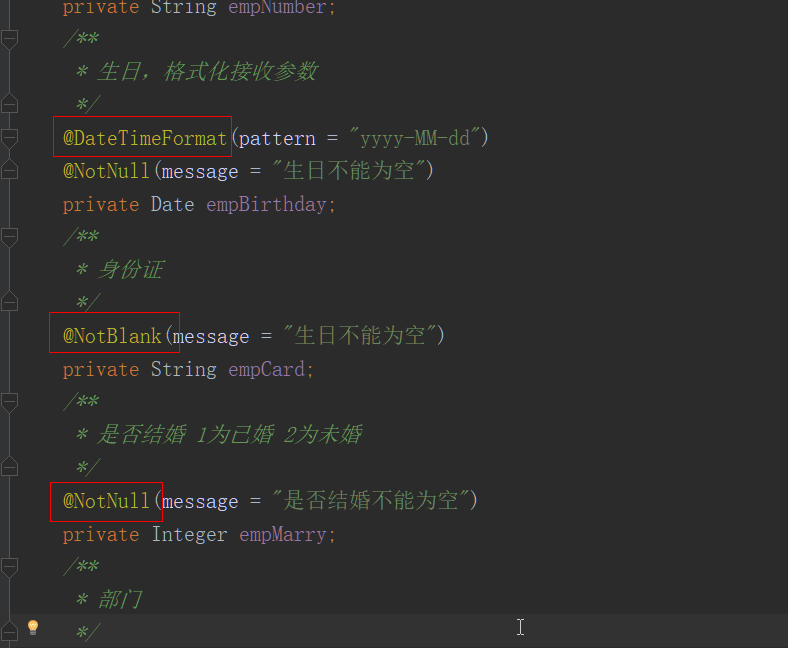 private String empNumber;
/**
* 生日，格式化接收参数
*/
@DateTimeFormat(pattern = "yyyy-MM-dd")
@NotNull(message = "生日不能为空")
private Date empBirthday;
/**
* 身份证
*/
@NotBlank(message = "生日不能为空")
private String empCard;
/**
* 是否结婚 1为已婚 2为未婚
*/
@NotNull(message = "是否结婚不能为空")
private Integer empMarry;
/**
* 部门
*/